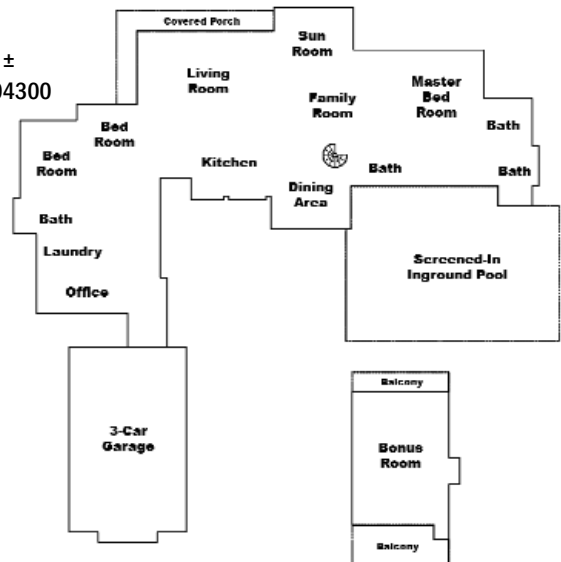 Covered Porch
±
04300
Sun
Room
Living
Room
Family
Room
Master
Bed
Room
Bed
Room
Bath
Bed
Room
Kitchen
Bath
Bath
Dining
Area
Bath
Laundry
Office
Screened-In
Inground Pool
3-Car
Garage
Balcony
Bonus
Room
Balcony